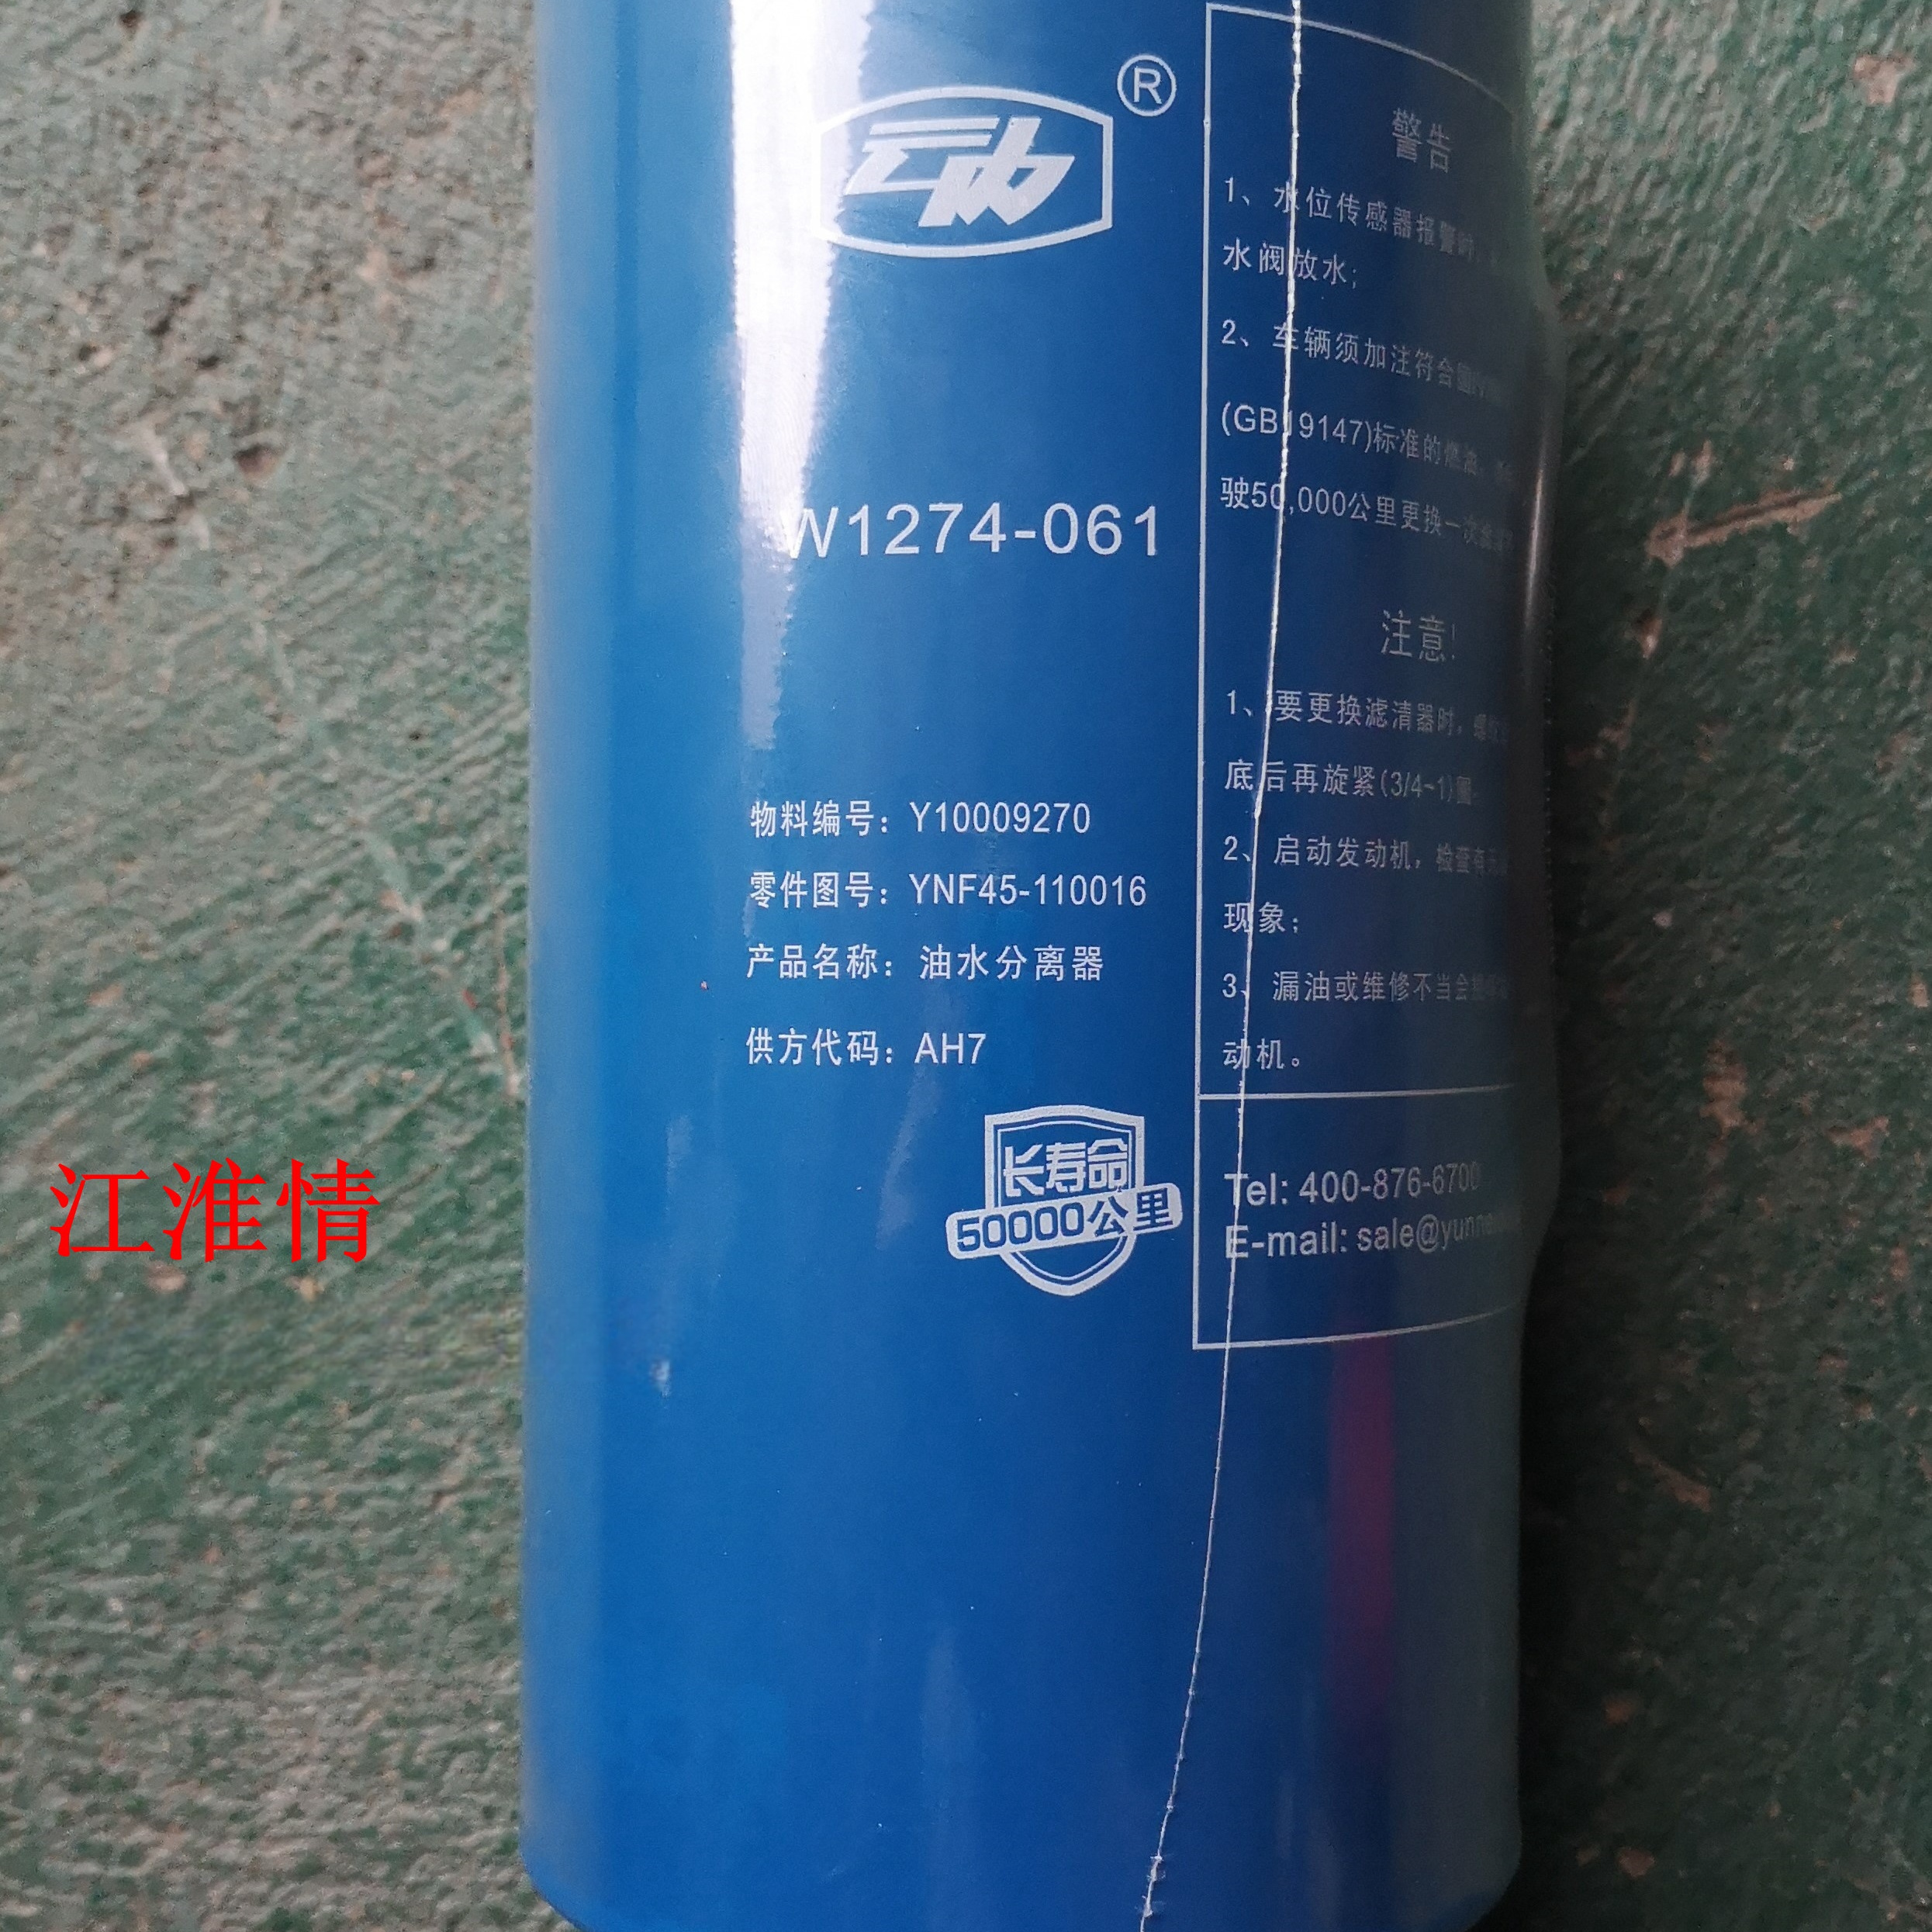 云动
®
W1274-061
物料编号：Y10009270
零件图号：YNF45-110016
产品名称：油水分离器
供方代码：AH7
长寿命
50000公里
警告
1、水位传感器报警时，
水阀放水；
2、车辆须加注符合国
(GB19147)标准的燃油，
驶50,000公里更换一次
注意！
1、要更换滤清器时，螺纹
底后再旋紧(3/4-1)圈。
2、启动发动机，检查有无
现象；
3、漏油或维修不当会
动机。
Tel: 400-876-6700
E-mail: sale@yunne
江淮情